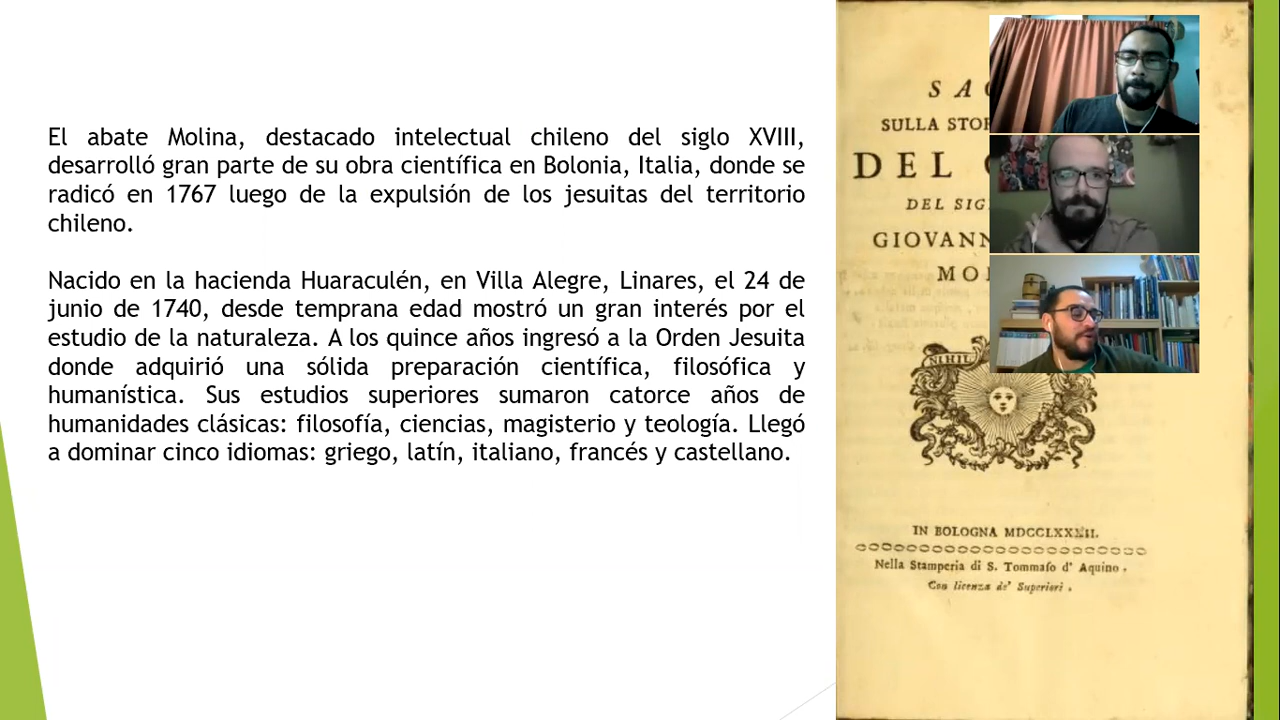 El abate Molina, destacado intelectual chileno del siglo XVIII,
desarrolló gran parte de su obra científica en Bolonia, Italia, donde se
radicó en 1767 luego de la expulsión de los jesuitas del territorio
chileno.
Nacido en la hacienda Huaraculén, en Villa Alegre, Linares, el 24 de
junio de 1740, desde temprana edad mostró un gran interés por el
estudio de la naturaleza. A los quince años ingresó a la Orden Jesuita
donde adquirió una sólida preparación científica, filosófica y
humanística. Sus estudios superiores sumaron catorce años de
humanidades clásicas: filosofía, ciencias, magisterio y teología. Llegó
a dominar cinco idiomas: griego, latín, italiano, francés y castellano.
SULLA
DEL
DEL
NIHIL
IN BOLOGNA MDCCLXXXII.
Nella Stamperia di S. Tommaſo d' Aquino.
Con licenza de' Superiori.